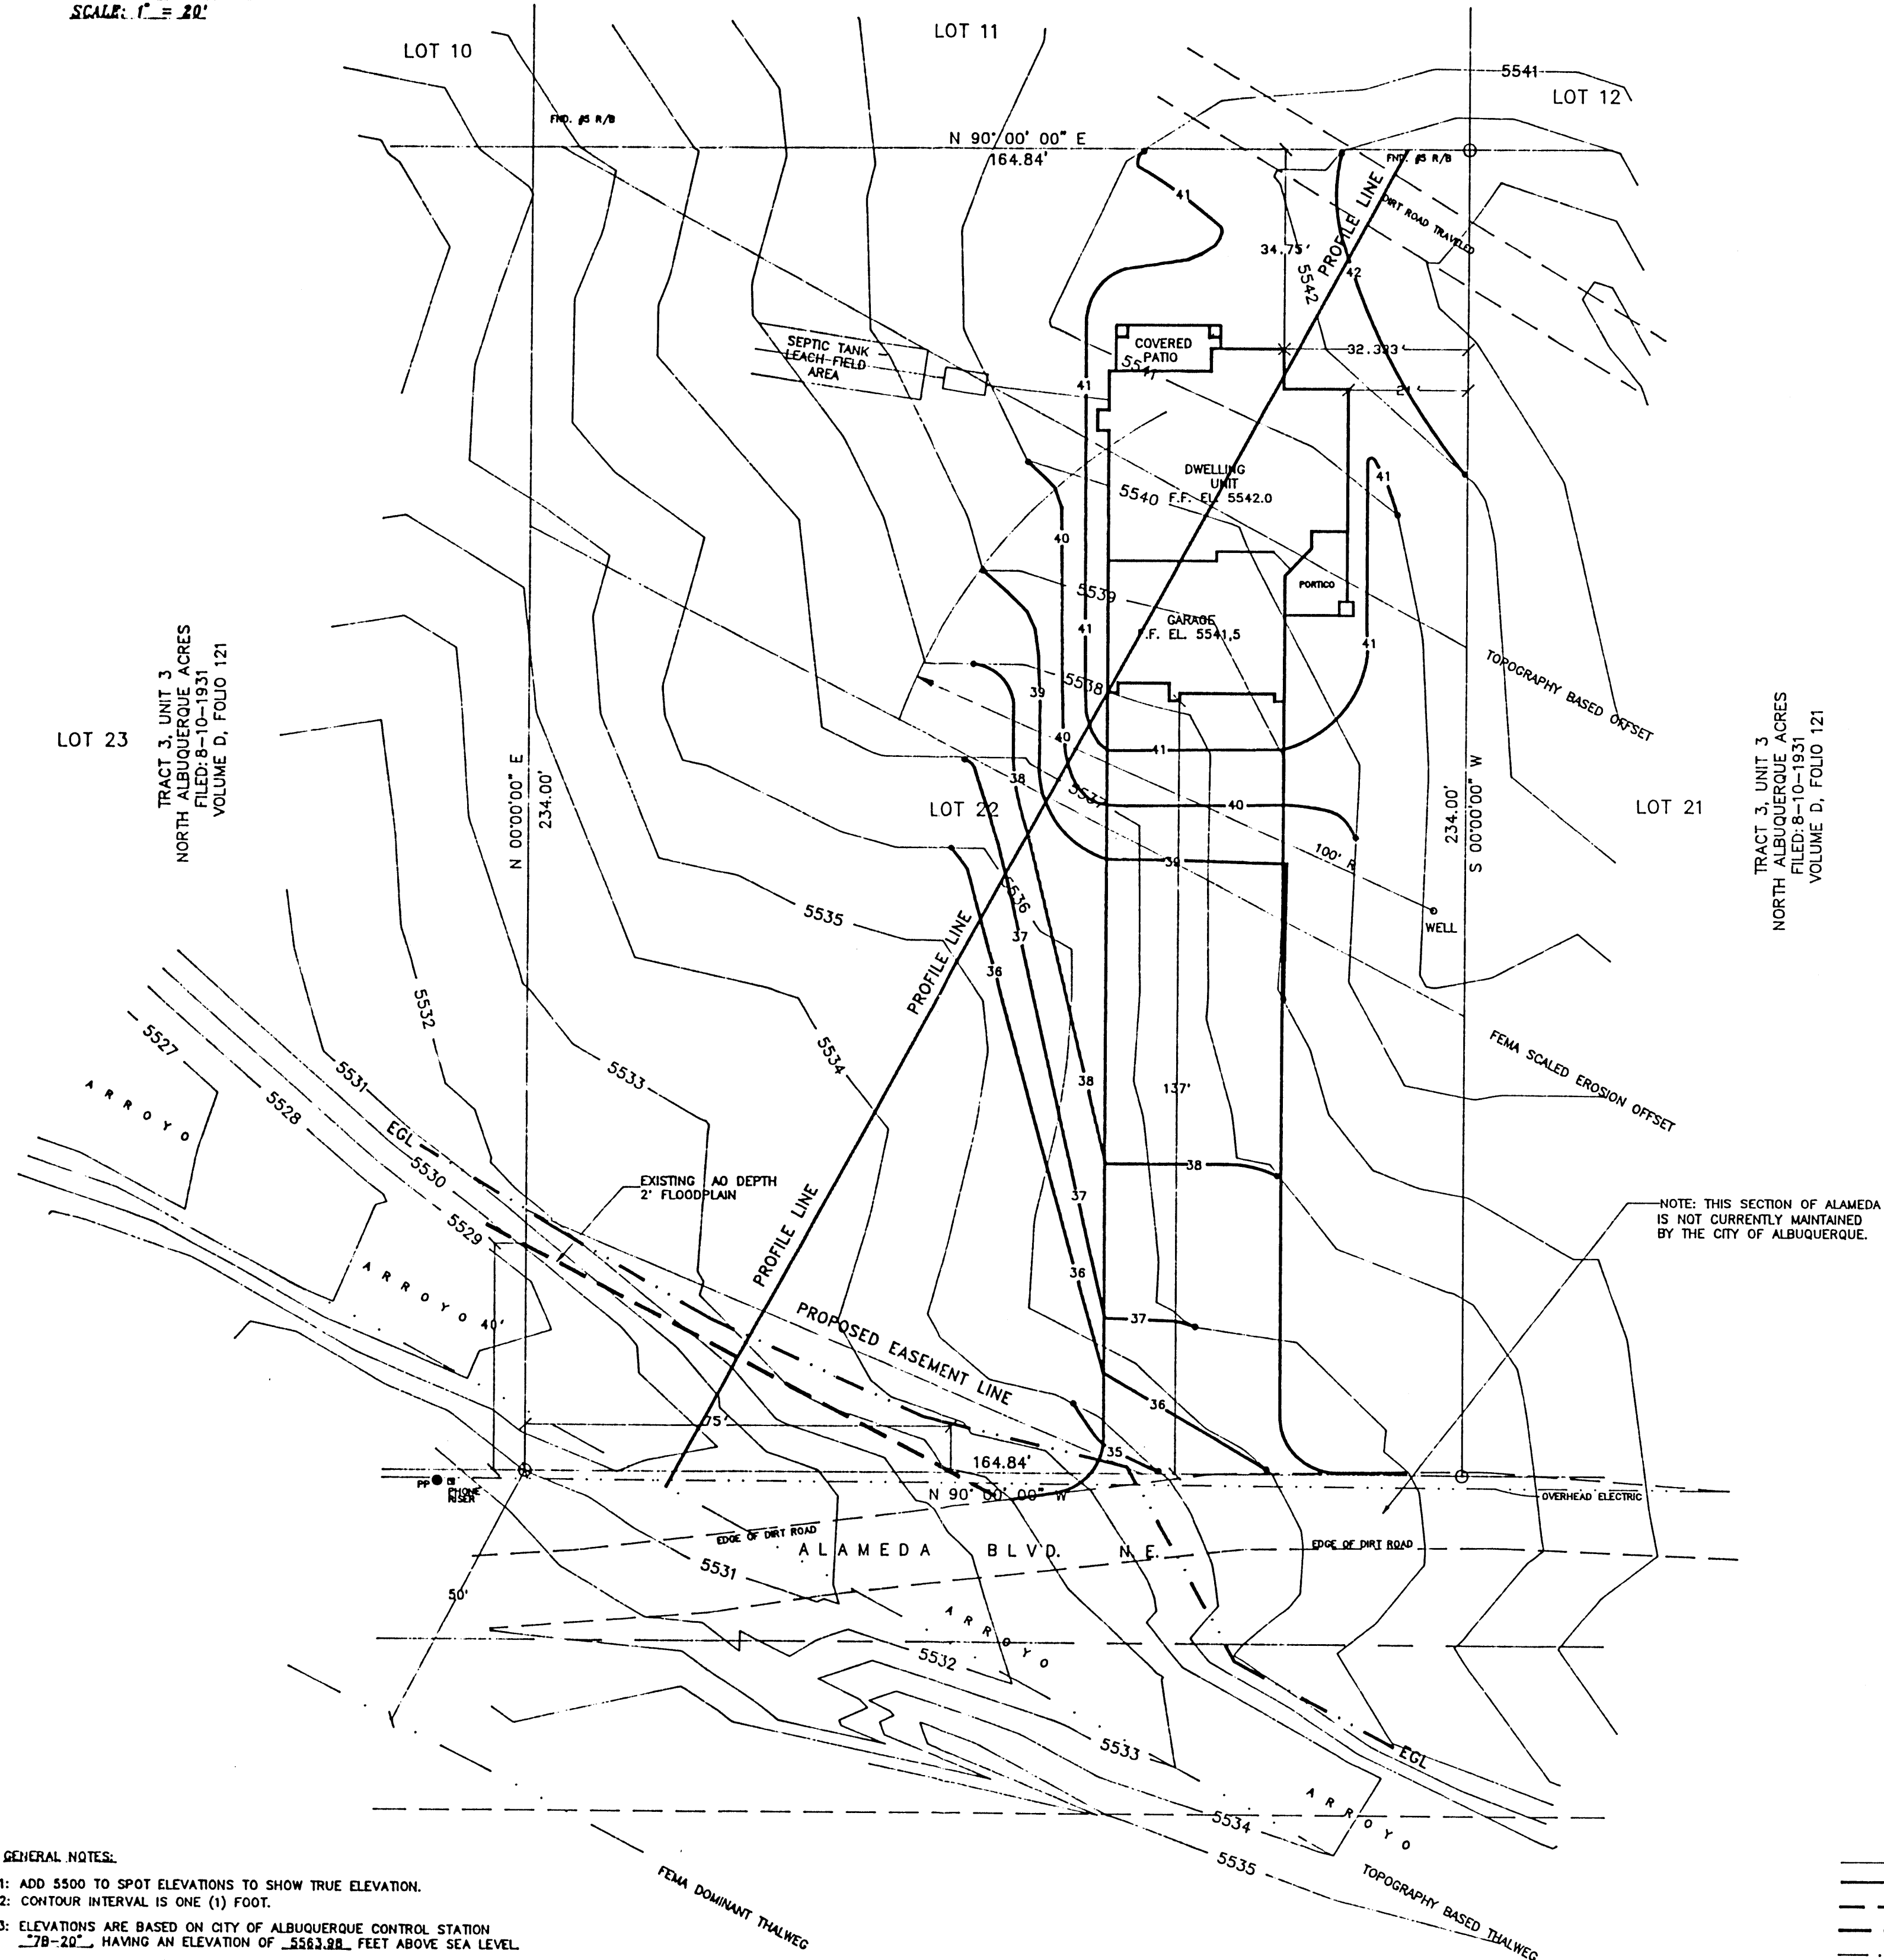 SCALE: 1" = 20'
LOT 10
LOT 11
5541
LOT 12
FND. #5 R/B
N 90° 00' 00" E
164.84'
FND. #5 R/B
41
PROFILE LINE
DIRT ROAD TRAVELED
34.75'
5542
42
SEPTIC TANK
LEACH FIELD
AREA
COVERED
PATIO
5541
32.333'
21'
41
DWELLING
UNIT
F.F. EL. 5542.0
5540
41
40
PORTICO
5539
GARAGE
F.F. EL. 5541.5
41
41
TRACT 3, UNIT 3
NORTH ALBUQUERQUE ACRES
FILED: 8-10-1931
VOLUME D, FOLIO 121
LOT 23
5538
39
TOPOGRAPHY BASED OFFSET
40
41
38
5537
40
N 00°00'00" E
234.00'
LOT 22
S 00°00'00" W
234.00'
LOT 21
TRACT 3, UNIT 3
NORTH ALBUQUERQUE ACRES
FILED: 8-10-1931
VOLUME D, FOLIO 121
39
100' R
5536
5535
WELL
37
PROFILE LINE
36
5532
5527
5534
5533
5531
5528
FEMA SCALED EROSION OFFSET
38
137'
ARROYO
EGL
5530
38
EXISTING AO DEPTH
2' FLOODPLAIN
37
PROFILE LINE
5529
NOTE: THIS SECTION OF ALAMEDA
IS NOT CURRENTLY MAINTAINED
BY THE CITY OF ALBUQUERQUE.
ARROYO
40'
36
PROPOSED EASEMENT LINE
37
75'
36
35
164.84'
PP
PHONE
RISER
N 90° 00' 00" W
OVERHEAD ELECTRIC
EDGE OF DIRT ROAD
ALAMEDA BLVD. N.E.
EDGE OF DIRT ROAD
5531
50'
ARROYO
5532
5533
EGL
ARROYO
5534
5535
TOPOGRAPHY BASED THALWEG
FEMA DOMINANT THALWEG
GENERAL NOTES:
1: ADD 5500 TO SPOT ELEVATIONS TO SHOW TRUE ELEVATION.
2: CONTOUR INTERVAL IS ONE (1) FOOT.
3: ELEVATIONS ARE BASED ON CITY OF ALBUQUERQUE CONTROL STATION
"7B-20", HAVING AN ELEVATION OF 5563.98 FEET ABOVE SEA LEVEL